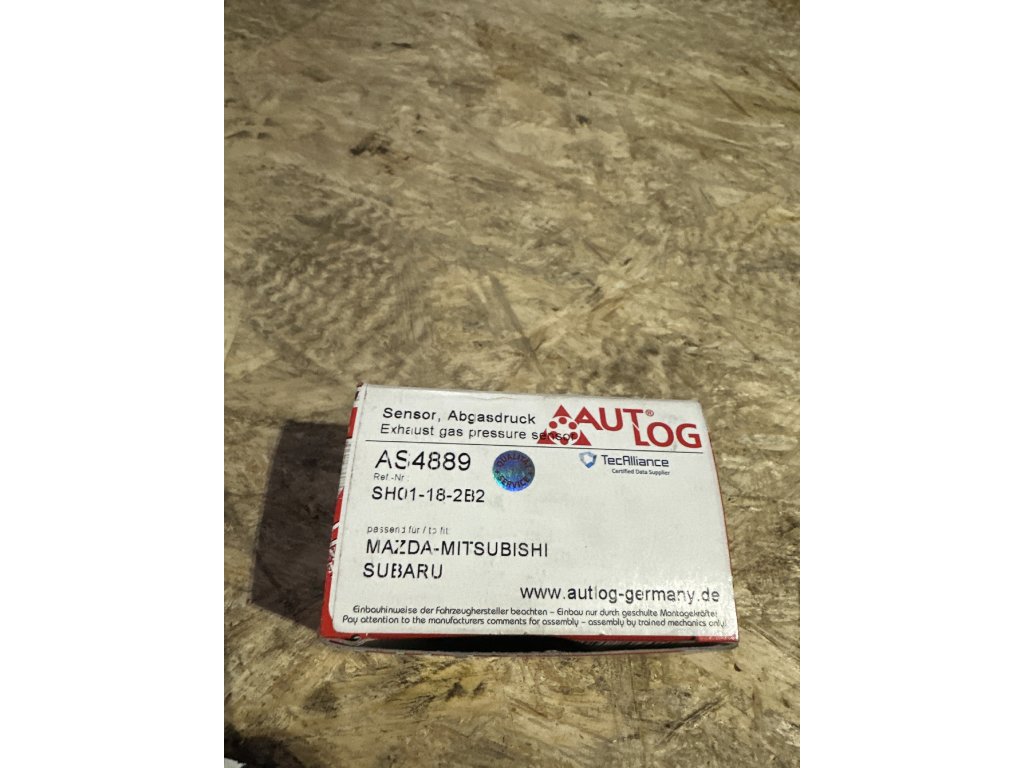 Sensor, Abgasdruck
Exhaust gas pressure sensor
AUTLOG®
AS4889
QUALITY SERVICE
TecAlliance
Certified Data Supplier
Ref.-Nr.:
SH01-18-2B2
passend für / to fit:
MAZDA-MITSUBISHI
SUBARU
www.autlog-germany.de
Einbauhinweise der Fahrzeughersteller beachten – Einbau nur durch geschulte Montagekräfte!
Pay attention to the manufacturers comments for assembly – assembly by trained mechanics only!